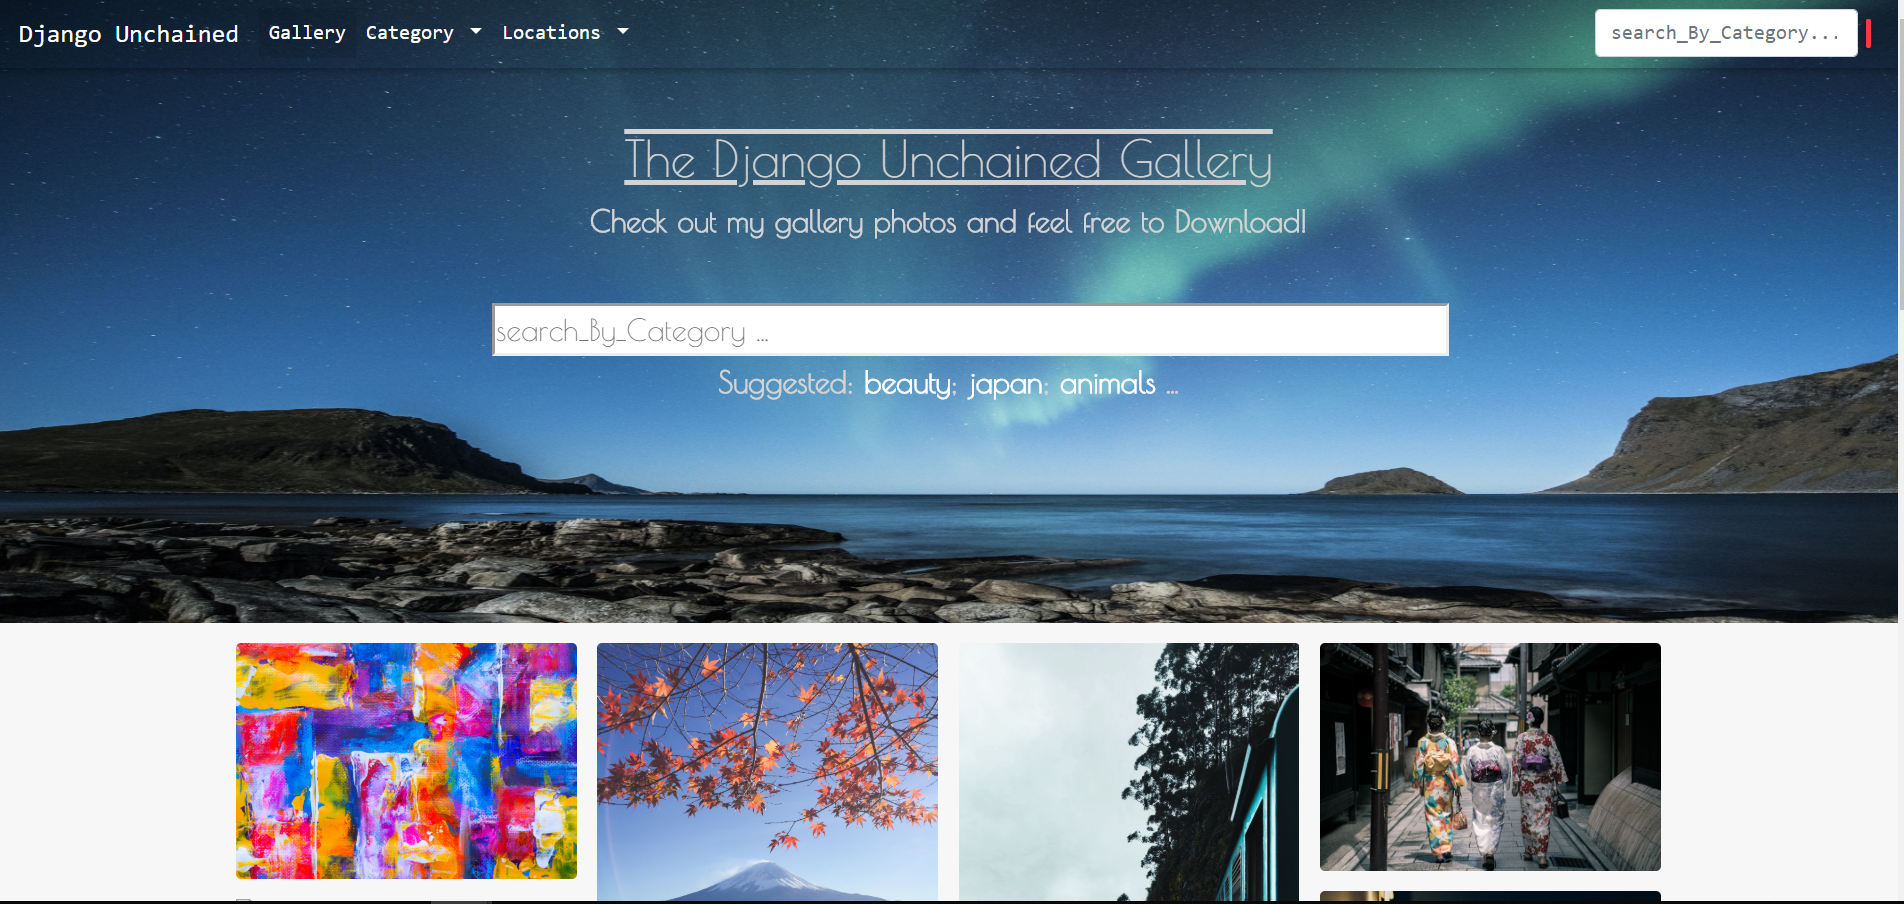 Django Unchained Gallery Category Locations search_By_Category...
The Django Unchained Gallery
Check out my gallery photos and feel free to Download!
search_By_Category ...
Suggested: beauty; japan; animals ...